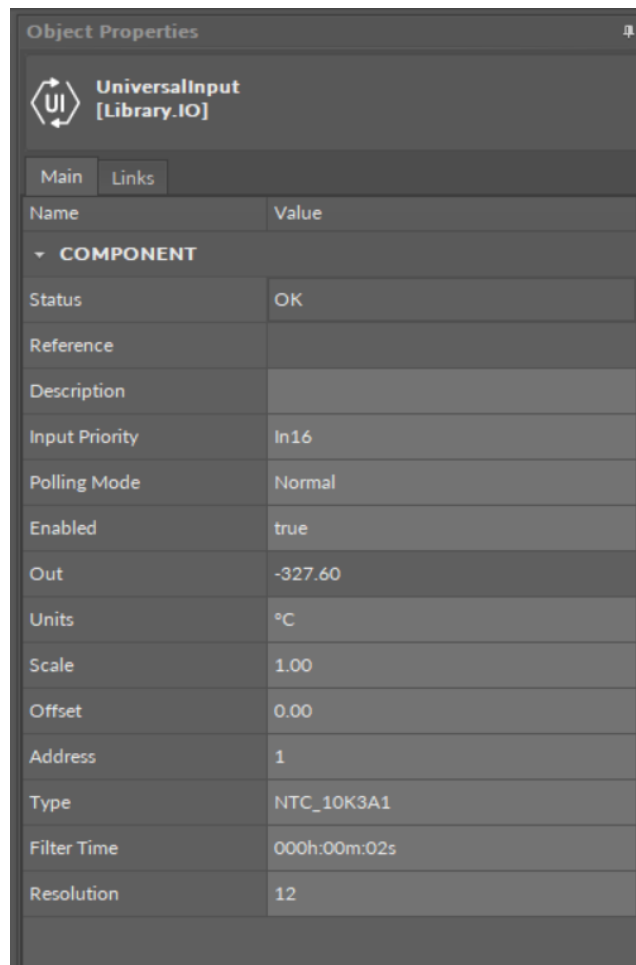 Object Properties
UI
UniversalInput
[Library.IO]
Main Links
Name Value
COMPONENT
Status OK
Reference
Description
Input Priority In16
Polling Mode Normal
Enabled true
Out -327.60
Units °C
Scale 1.00
Offset 0.00
Address 1
Type NTC_10K3A1
Filter Time 000h:00m:02s
Resolution 12